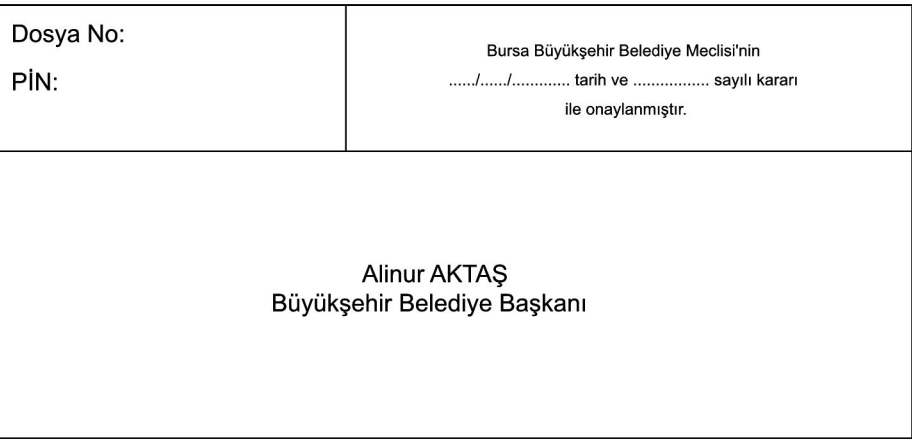 Dosya No:
PİN:
Bursa Büyükşehir Belediye Meclisi'nin
....../....../............. tarih ve ................. sayılı kararı
ile onaylanmıştır.
Alinur AKTAŞ
Büyükşehir Belediye Başkanı